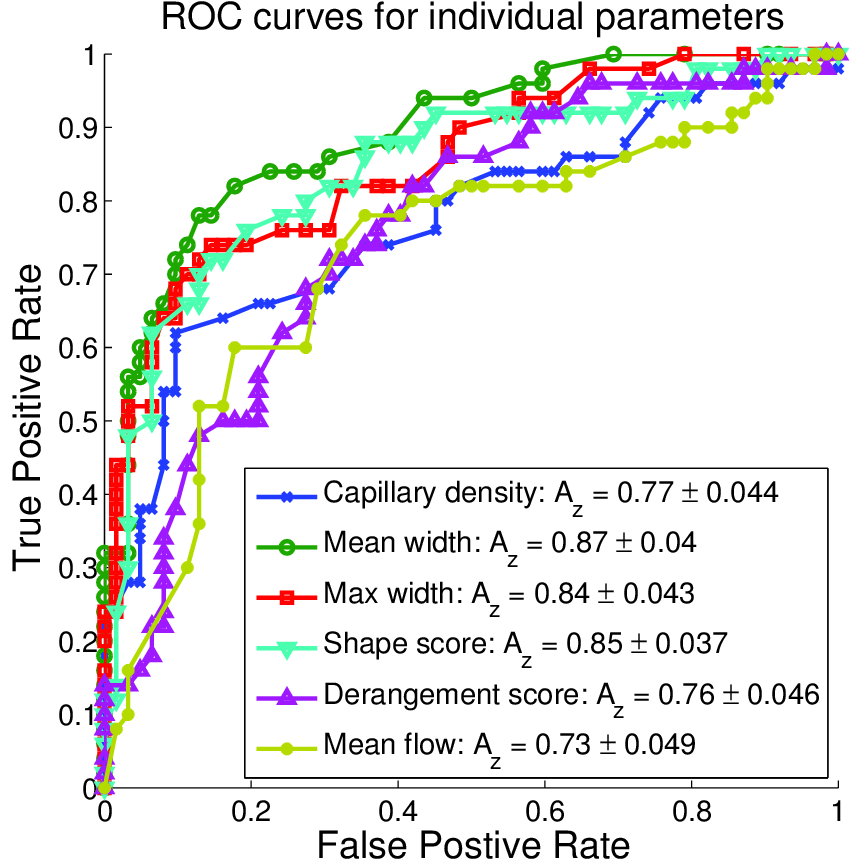 ROC curves for individual parameters
True Positive Rate
1
0.9
0.8
0.7
0.6
0.5
0.4
0.3
0.2
0.1
0
Capillary density: A_z = 0.77 ± 0.044
Mean width: A_z = 0.87 ± 0.04
Max width: A_z = 0.84 ± 0.043
Shape score: A_z = 0.85 ± 0.037
Derangement score: A_z = 0.76 ± 0.046
Mean flow: A_z = 0.73 ± 0.049
0 0.2 0.4 0.6 0.8 1
False Postive Rate